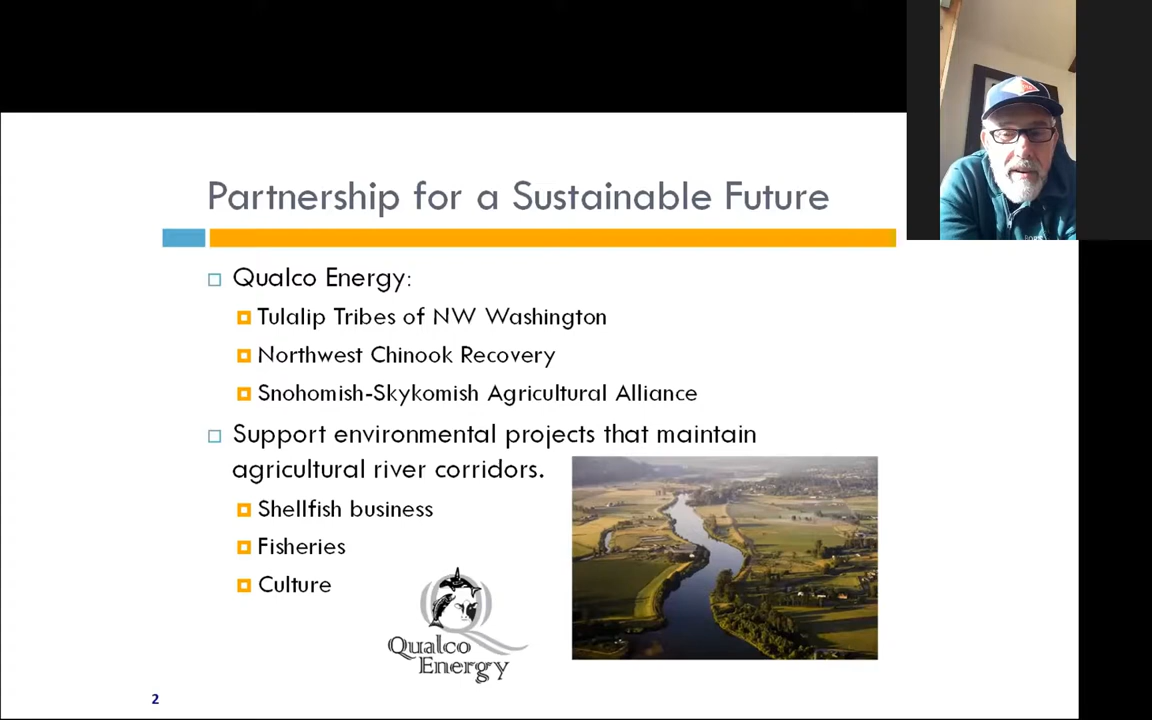 Partnership for a Sustainable Future
Qualco Energy:
Tulalip Tribes of NW Washington
Northwest Chinook Recovery
Snohomish-Skykomish Agricultural Alliance
Support environmental projects that maintain
agricultural river corridors.
Shellfish business
Fisheries
Culture
Qualco
Energy
2